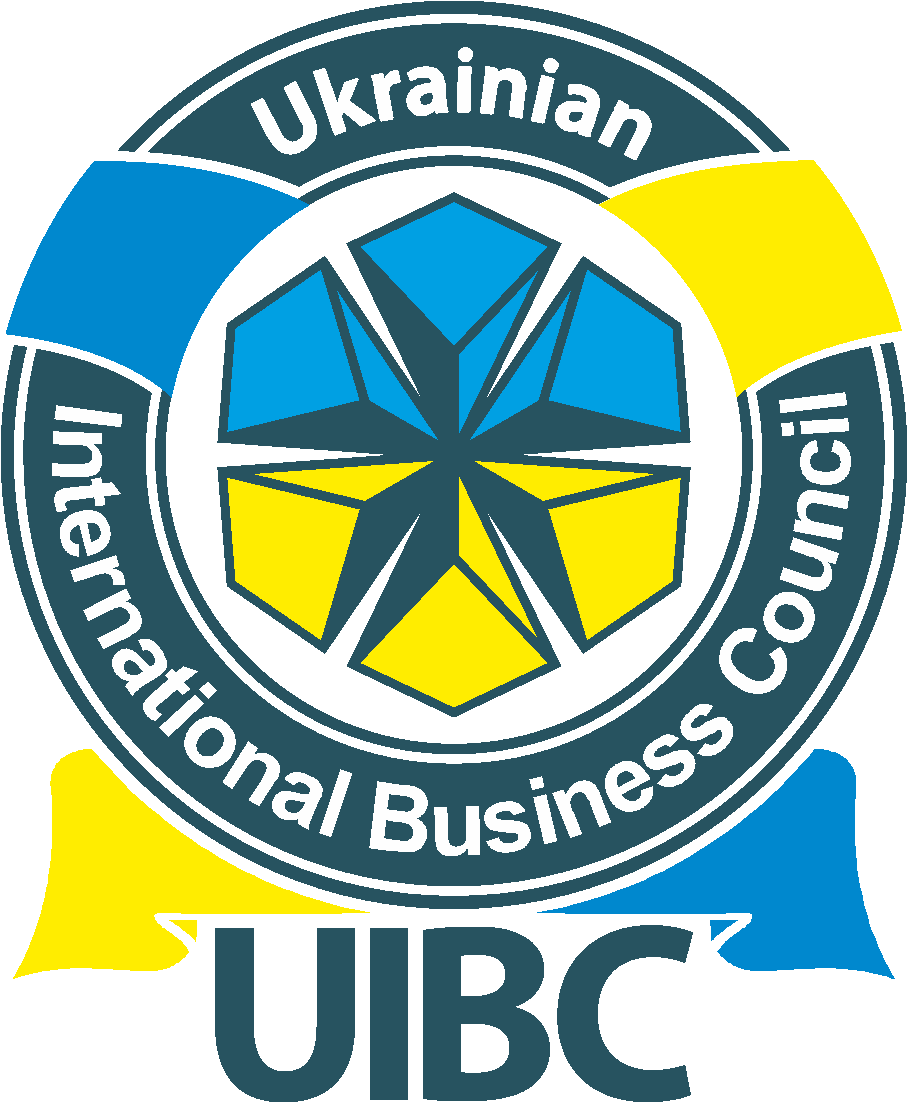 Ukrainian
International Business Council
UIBC